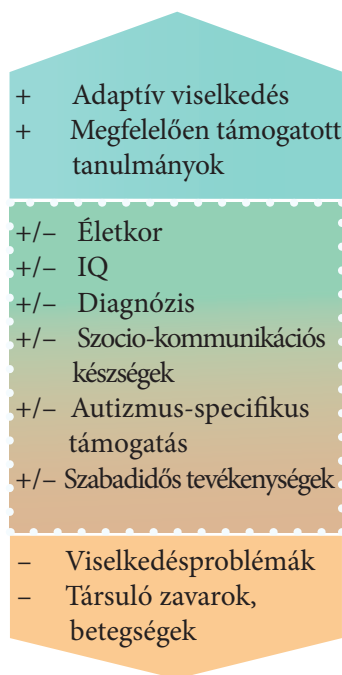 + Adaptív viselkedés
+ Megfelelően támogatott
tanulmányok
+/– Életkor
+/– IQ
+/– Diagnózis
+/– Szocio-kommunikációs
készségek
+/– Autizmus-specifikus
támogatás
+/– Szabadidős tevékenységek
– Viselkedésproblémák
– Társuló zavarok,
betegségek